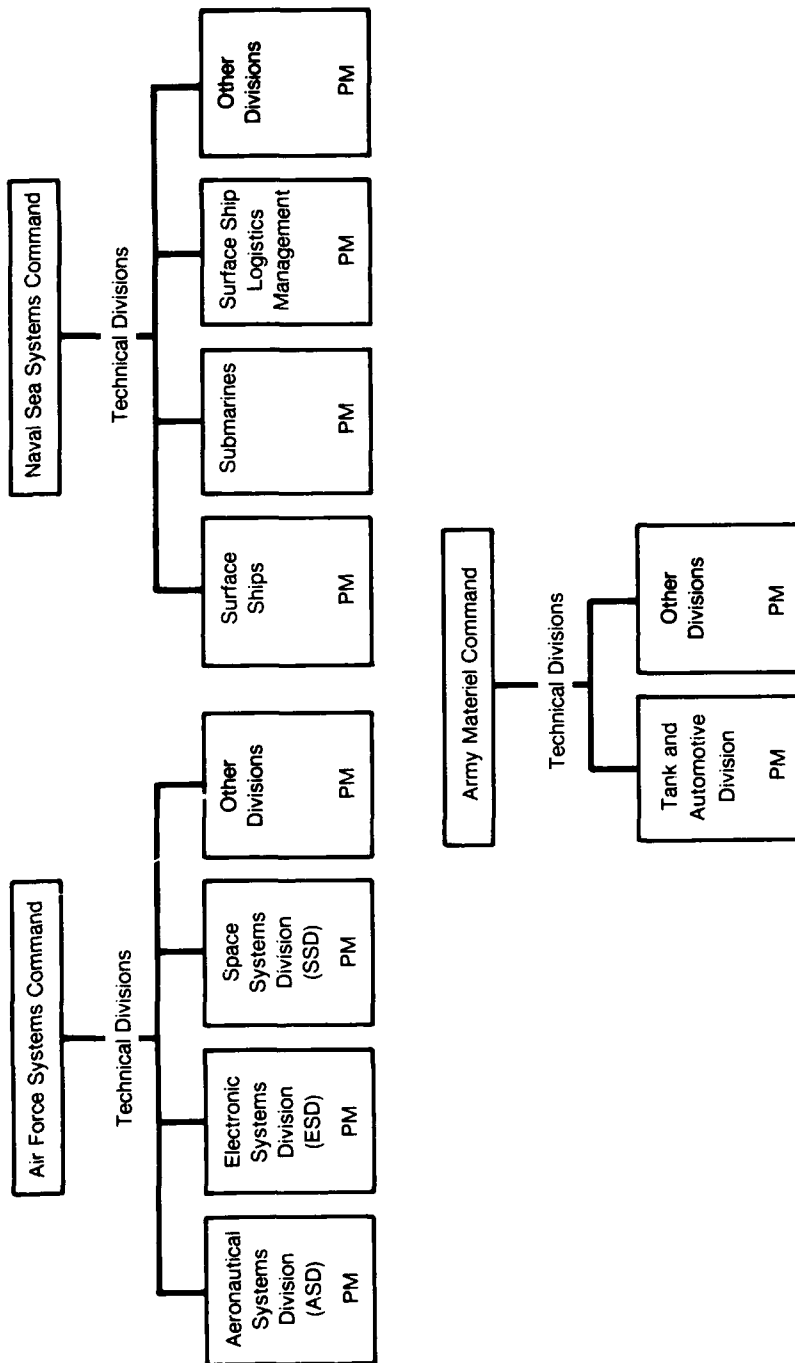 Air Force Systems Command
Technical Divisions
Aeronautical
Systems
Division
(ASD)
PM
Electronic
Systems
Division
(ESD)
PM
Space
Systems
Division
(SSD)
PM
Other
Divisions
PM
Naval Sea Systems Command
Technical Divisions
Surface
Ships
PM
Submarines
PM
Surface Ship
Logistics
Management
PM
Other
Divisions
PM
Army Materiel Command
Technical Divisions
Tank and
Automotive
Division
PM
Other
Divisions
PM